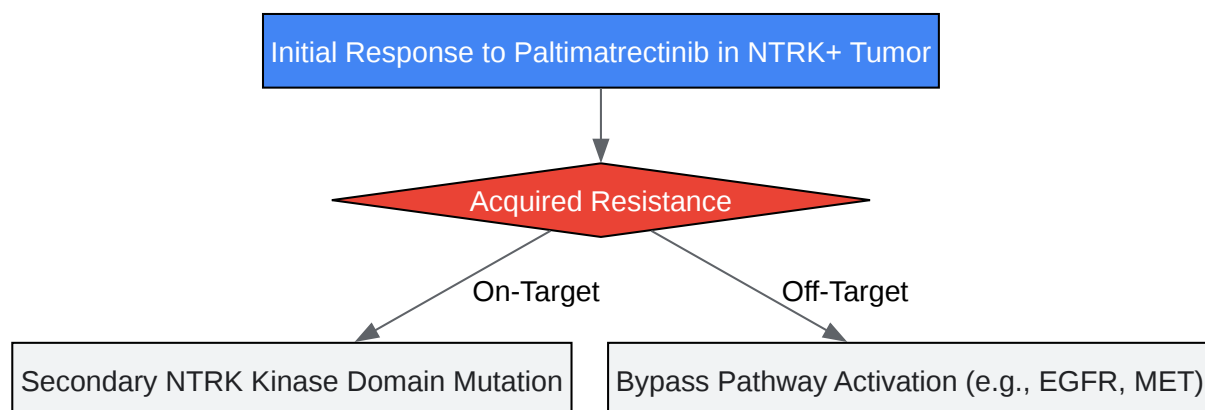 Initial Response to Paltimatrectinib in NTRK+ Tumor
Acquired Resistance
On-Target
Off-Target
Secondary NTRK Kinase Domain Mutation
Bypass Pathway Activation (e.g., EGFR, MET)